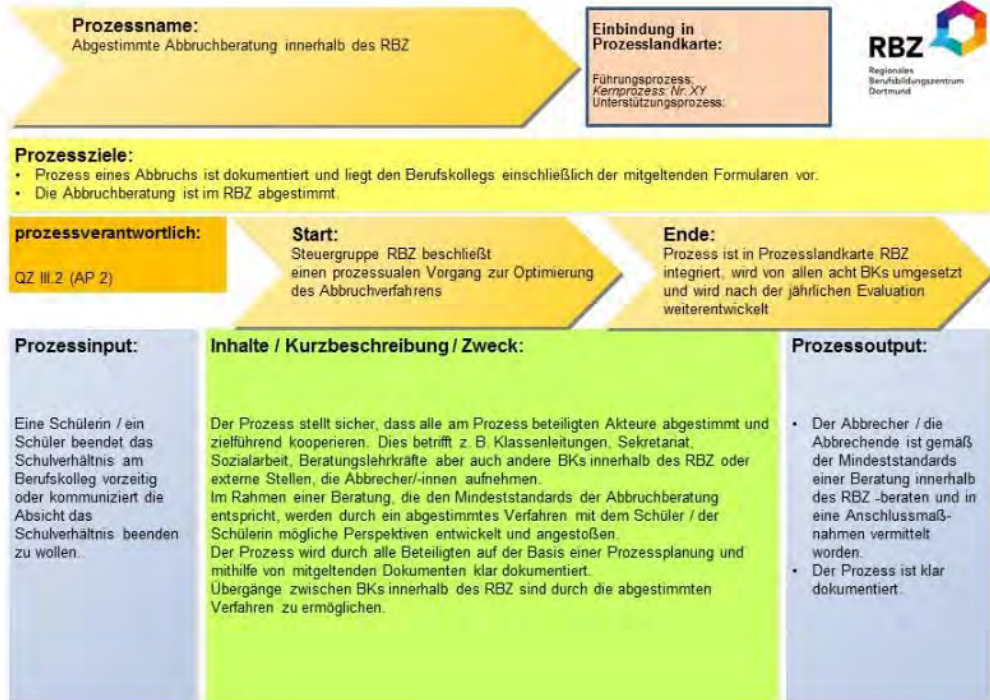 Prozessname:
Abgestimmte Abbruchberatung innerhalb des RBZ
Einbindung in
Prozesslandkarte:
Führungsprozess:
Kernprozess: Nr. XY
Unterstützungsprozess:
RBZ
Regionales
Berufsbildungszentrum
Dortmund
Prozessziele:
• Prozess eines Abbruchs ist dokumentiert und liegt den Berufskollegs einschließlich der mitgeltenden Formularen vor.
• Die Abbruchberatung ist im RBZ abgestimmt.
prozessverantwortlich:
QZ III.2 (AP 2)
Start:
Steuergruppe RBZ beschließt
einen prozessualen Vorgang zur Optimierung
des Abbruchverfahrens
Ende:
Prozess ist in Prozesslandkarte RBZ
integriert, wird von allen acht BKs umgesetzt
und wird nach der jährlichen Evaluation
weiterentwickelt
Prozessinput:
Eine Schülerin / ein
Schüler beendet das
Schulverhältnis am
Berufskolleg vorzeitig
oder kommuniziert die
Absicht das
Schulverhältnis beenden
zu wollen.
Inhalte / Kurzbeschreibung / Zweck:
Der Prozess stellt sicher, dass alle am Prozess beteiligten Akteure abgestimmt und
zielführend kooperieren. Dies betrifft z. B. Klassenleitungen, Sekretariat,
Sozialarbeit, Beratungslehrkräfte aber auch andere BKs innerhalb des RBZ oder
externe Stellen, die Abbrecher/-innen aufnehmen.
Im Rahmen einer Beratung, die den Mindeststandards der Abbruchberatung
entspricht, werden durch ein abgestimmtes Verfahren mit dem Schüler / der
Schülerin mögliche Perspektiven entwickelt und angestoßen.
Der Prozess wird durch alle Beteiligten auf der Basis einer Prozessplanung und
mithilfe von mitgeltenden Dokumenten klar dokumentiert.
Übergänge zwischen BKs innerhalb des RBZ sind durch die abgestimmten
Verfahren zu ermöglichen.
Prozessoutput:
• Der Abbrecher / die
Abbrechende ist gemäß
der Mindeststandards
einer Beratung innerhalb
des RBZ -beraten und in
eine Anschlussmaß-
nahmen vermittelt
worden.
• Der Prozess ist klar
dokumentiert.